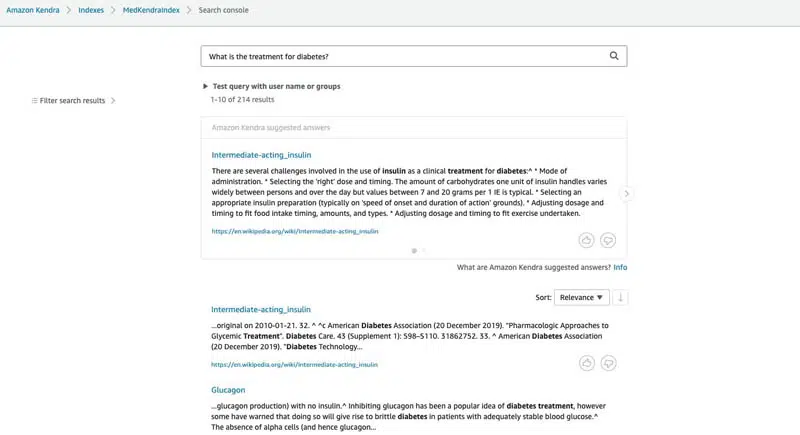 Amazon Kendra > Indexes > MedKendraIndex > Search console
What is the treatment for diabetes?
Test query with user name or groups
Filter search results
1-10 of 214 results
Amazon Kendra suggested answers
Intermediate-acting_insulin
There are several challenges involved in the use of insulin as a clinical treatment for diabetes:^ * Mode of
administration. * Selecting the 'right' dose and timing. The amount of carbohydrates one unit of insulin handles varies
widely between persons and over the day but values between 7 and 20 grams per 1 IE is typical. * Selecting an
appropriate insulin preparation (typically on 'speed of onset and duration of action' grounds). * Adjusting dosage and
timing to fit food intake timing, amounts, and types. * Adjusting dosage and timing to fit exercise undertaken.
https://en.wikipedia.org/wiki/Intermediate-acting_insulin
What are Amazon Kendra suggested answers? Info
Sort: Relevance
Intermediate-acting_insulin
...original on 2010-01-21. 32. ^ ^c American Diabetes Association (20 December 2019). "Pharmacologic Approaches to
Glycemic Treatment". Diabetes Care. 43 (Supplement 1): S98–S110. 31862752. 33. ^ American Diabetes Association
(20 December 2019). "Diabetes Technology...
https://en.wikipedia.org/wiki/Intermediate-acting_insulin
Glucagon
...glucagon production) with no insulin.^ Inhibiting glucagon has been a popular idea of diabetes treatment, however
some have warned that doing so will give rise to brittle diabetes in patients with adequately stable blood glucose.^
The absence of alpha cells (and hence glucagon...